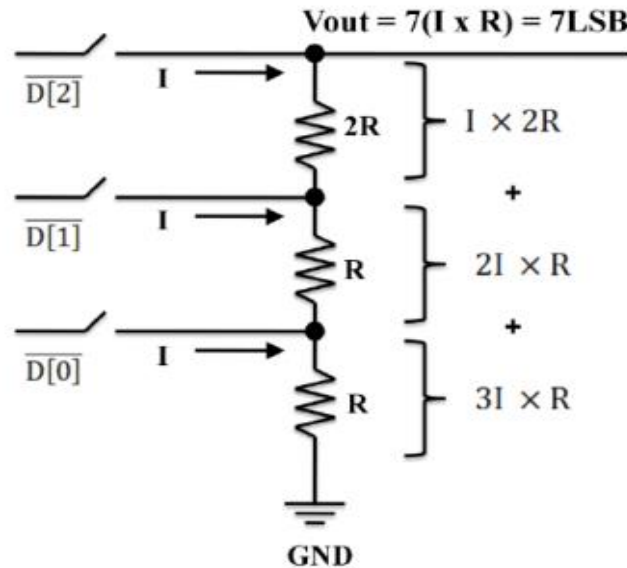 Vout = 7(I x R) = 7LSB
I
D[2]
2R
I × 2R
+
I
D[1]
R
2I × R
+
I
D[0]
R
3I × R
GND